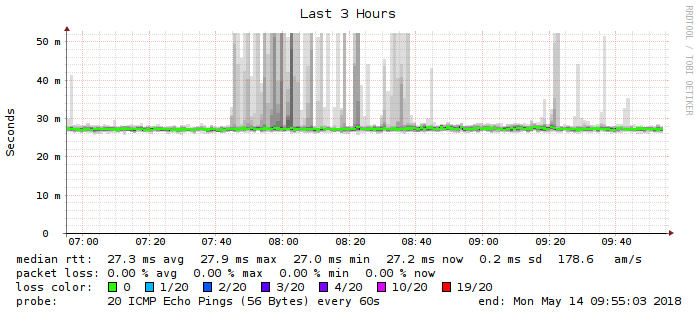 Last 3 Hours
RRDTOOL / TOBI OETIKER
Seconds
50 m
40 m
30 m
20 m
10 m
0
07:00 07:20 07:40 08:00 08:20 08:40 09:00 09:20 09:40
median rtt: 27.3 ms avg 27.9 ms max 27.0 ms min 27.2 ms now 0.2 ms sd 178.6 am/s
packet loss: 0.00 % avg 0.00 % max 0.00 % min 0.00 % now
loss color: 0 1/20 2/20 3/20 4/20 10/20 19/20
probe: 20 ICMP Echo Pings (56 Bytes) every 60s end: Mon May 14 09:55:03 2018